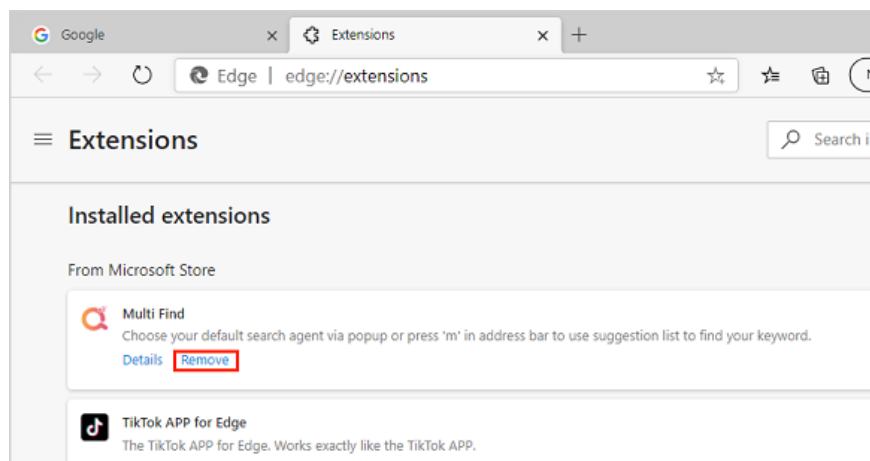 Google
Extensions
Edge | edge://extensions
Extensions
Search i
Installed extensions
From Microsoft Store
Multi Find
Choose your default search agent via popup or press 'm' in address bar to use suggestion list to find your keyword.
Details Remove
TikTok APP for Edge
The TikTok APP for Edge. Works exactly like the TikTok APP.